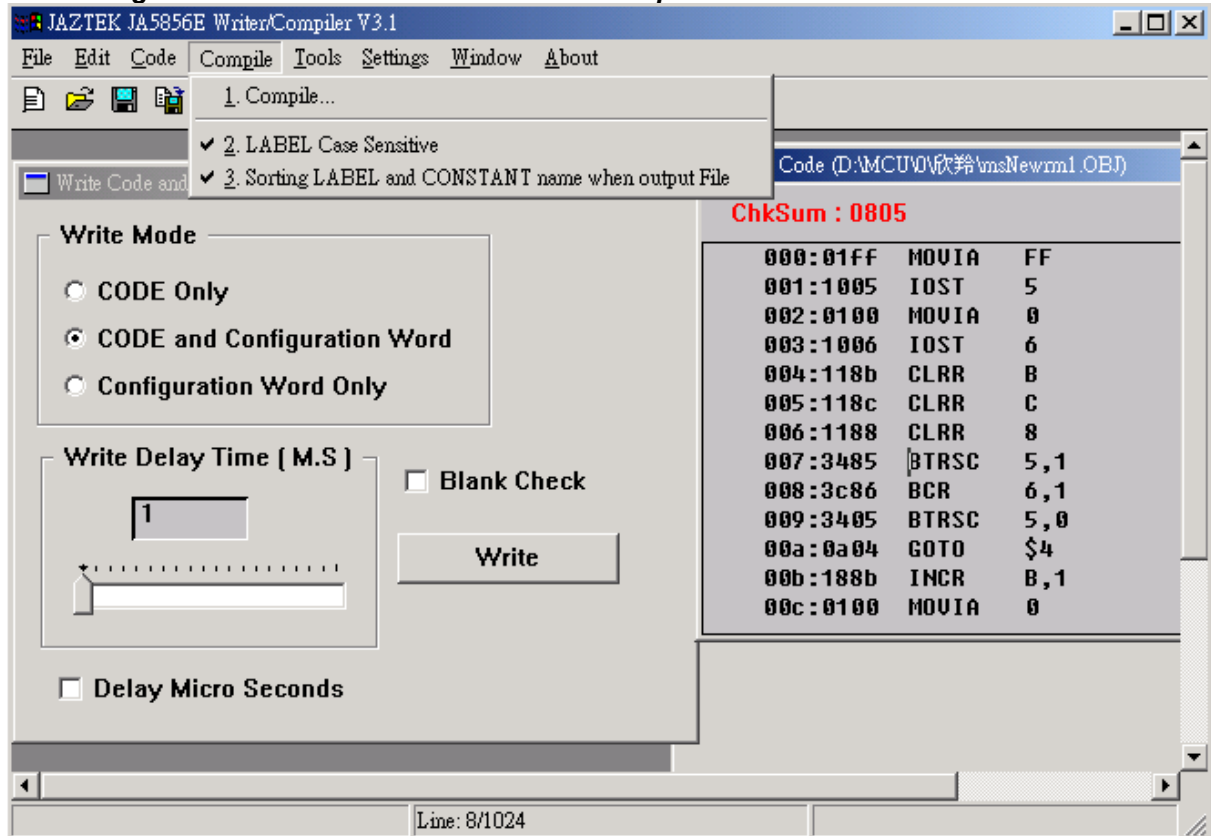 JAZTEK JA5856E Writer/Compiler V3.1
File Edit Code Compile Tools Settings Window About
1. Compile...
2. LABEL Case Sensitive
3. Sorting LABEL and CONSTANT name when output File
Write Code and
Code (D:\MCU\0\欣羚\msNewrm1.OBJ)
Write Mode
CODE Only
CODE and Configuration Word
Configuration Word Only
Write Delay Time ( M.S )
1
Blank Check
Write
Delay Micro Seconds
ChkSum : 0805
000:01ff MOVIA FF
001:1005 IOST 5
002:0100 MOVIA 0
003:1006 IOST 6
004:118b CLRR B
005:118c CLRR C
006:1188 CLRR 8
007:3485 BTRSC 5,1
008:3c86 BCR 6,1
009:3405 BTRSC 5,0
00a:0a04 GOTO $4
00b:188b INCR B,1
00c:0100 MOVIA 0
Line: 8/1024